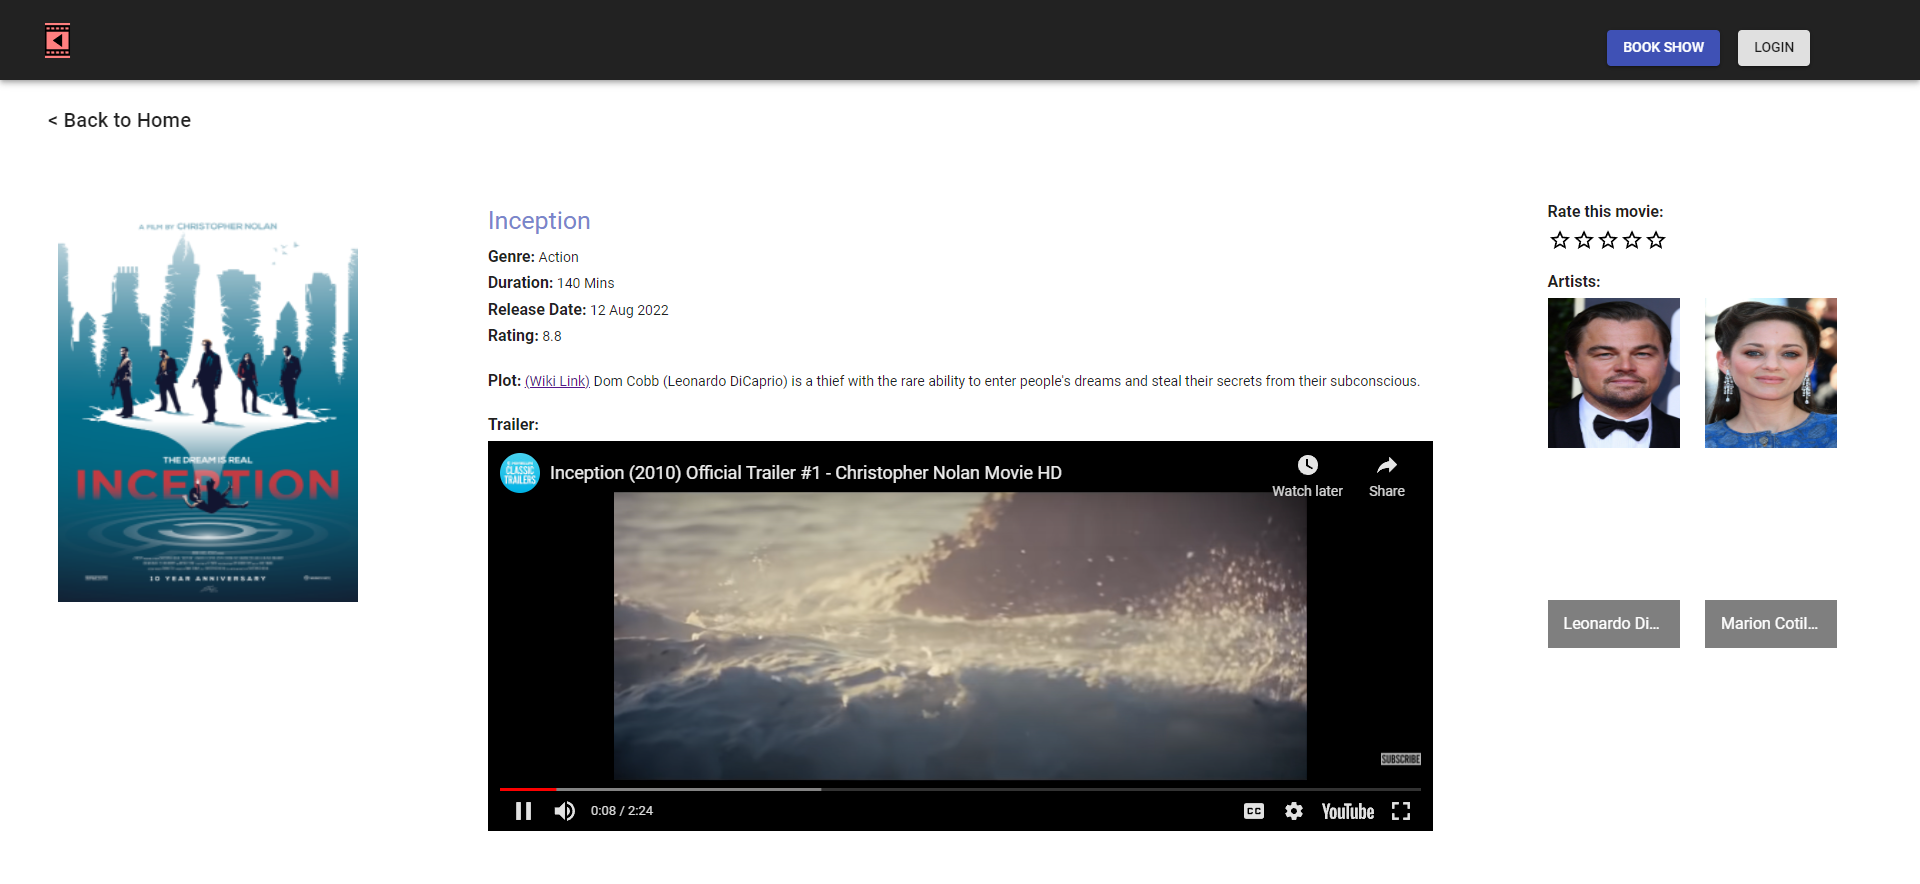 BOOK SHOW
LOGIN
< Back to Home
A FILM BY CHRISTOPHER NOLAN
THE DREAM IS REAL
INCEPTION
10 YEAR ANNIVERSARY
Inception
Genre: Action
Duration: 140 Mins
Release Date: 12 Aug 2022
Rating: 8.8
Plot: (Wiki Link) Dom Cobb (Leonardo DiCaprio) is a thief with the rare ability to enter people's dreams and steal their secrets from their subconscious.
Trailer:
CLASSIC
TRAILERS
Inception (2010) Official Trailer #1 - Christopher Nolan Movie HD
Watch later
Share
SUBSCRIBE
0:08 / 2:24
CC
YouTube
Rate this movie:
Artists:
Leonardo Di...
Marion Cotil...